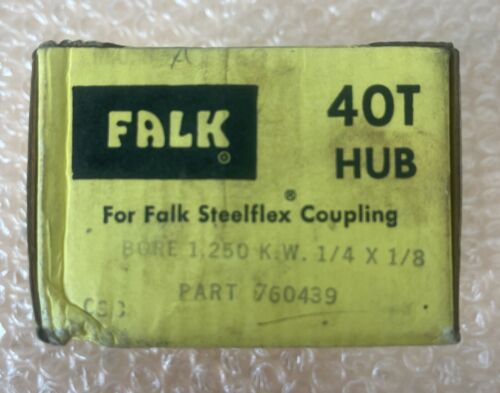 A
FALK®
40T
HUB
For Falk Steelflex® Coupling
BORE 1.250 K.W. 1/4 X 1/8
PART 760439